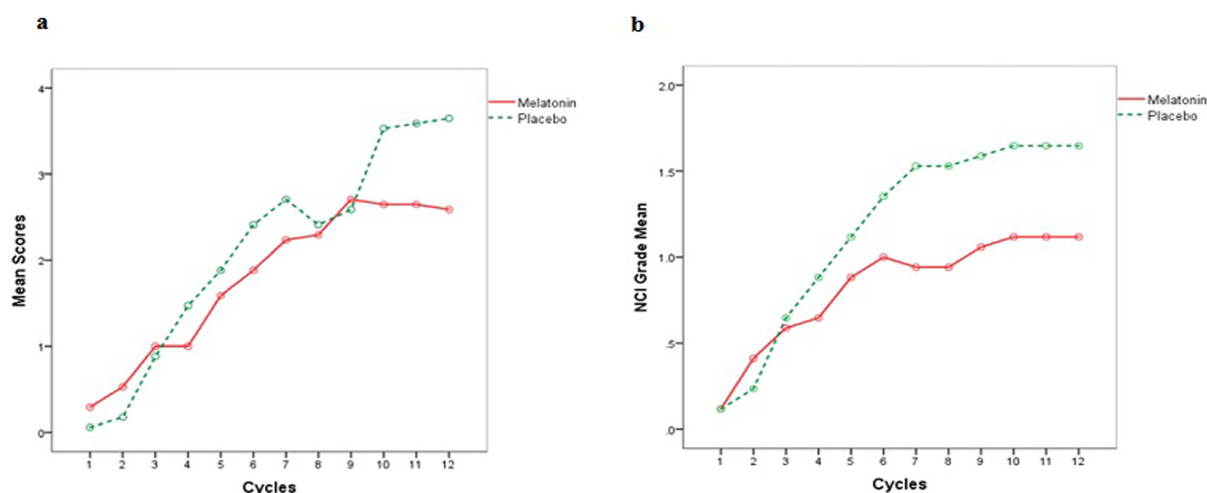 a
4
3
2
1
0
Mean Scores
1 2 3 4 5 6 7 8 9 10 11 12
Cycles
Melatonin
Placebo
b
2.0
1.5
1.0
.5
.0
NCI Grade Mean
1 2 3 4 5 6 7 8 9 10 11 12
Cycles
Melatonin
Placebo